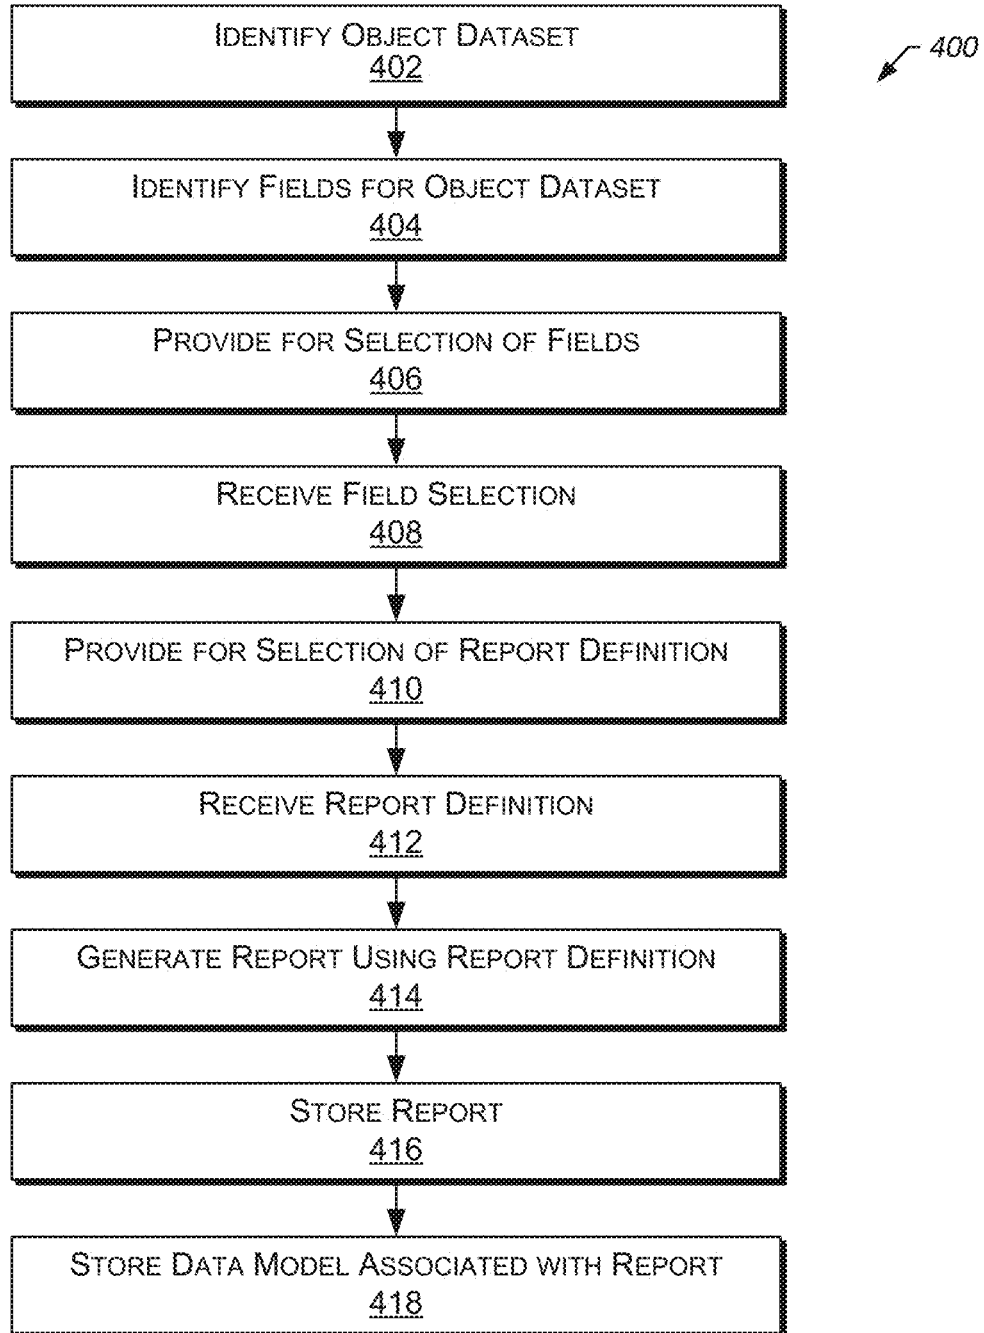 IDENTIFY OBJECT DATASET
402
400
IDENTIFY FIELDS FOR OBJECT DATASET
404
PROVIDE FOR SELECTION OF FIELDS
406
RECEIVE FIELD SELECTION
408
PROVIDE FOR SELECTION OF REPORT DEFINITION
410
RECEIVE REPORT DEFINITION
412
GENERATE REPORT USING REPORT DEFINITION
414
STORE REPORT
416
STORE DATA MODEL ASSOCIATED WITH REPORT
418